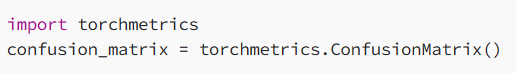 import torchmetrics
confusion_matrix = torchmetrics.ConfusionMatrix()